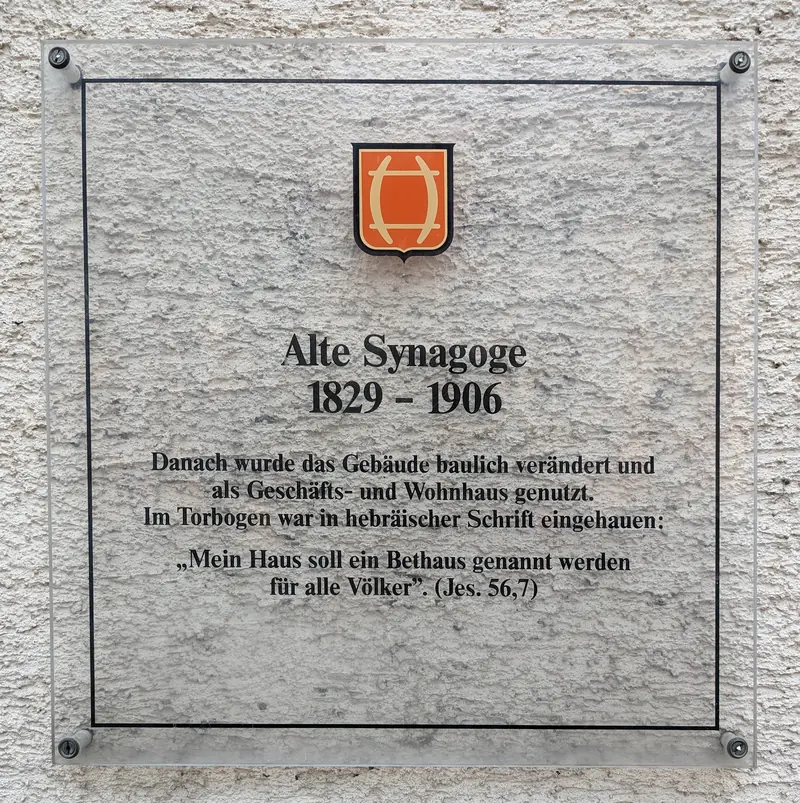 Alte Synagoge
1829 – 1906
Danach wurde das Gebäude baulich verändert und
als Geschäfts- und Wohnhaus genutzt.
Im Torbogen war in hebräischer Schrift eingehauen:
„Mein Haus soll ein Bethaus genannt werden
für alle Völker”. (Jes. 56,7)